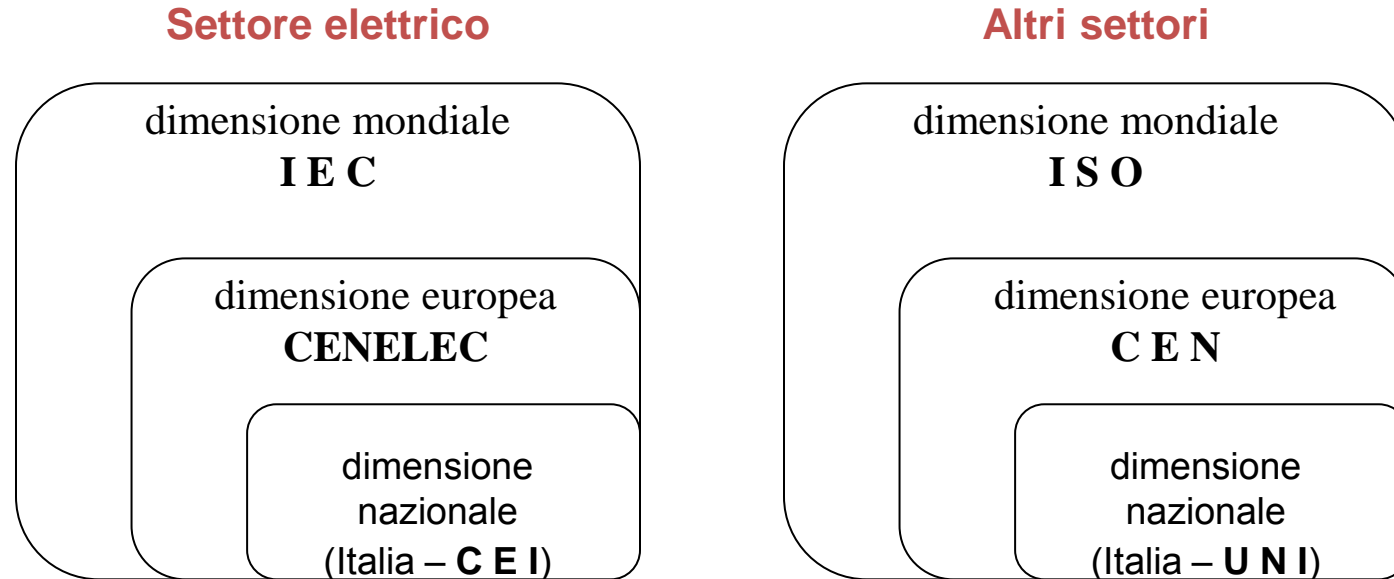 Settore elettrico
dimensione mondiale
I E C
dimensione europea
CENELEC
dimensione
nazionale
(Italia – C E I)
Altri settori
dimensione mondiale
I S O
dimensione europea
C E N
dimensione
nazionale
(Italia – U N I)